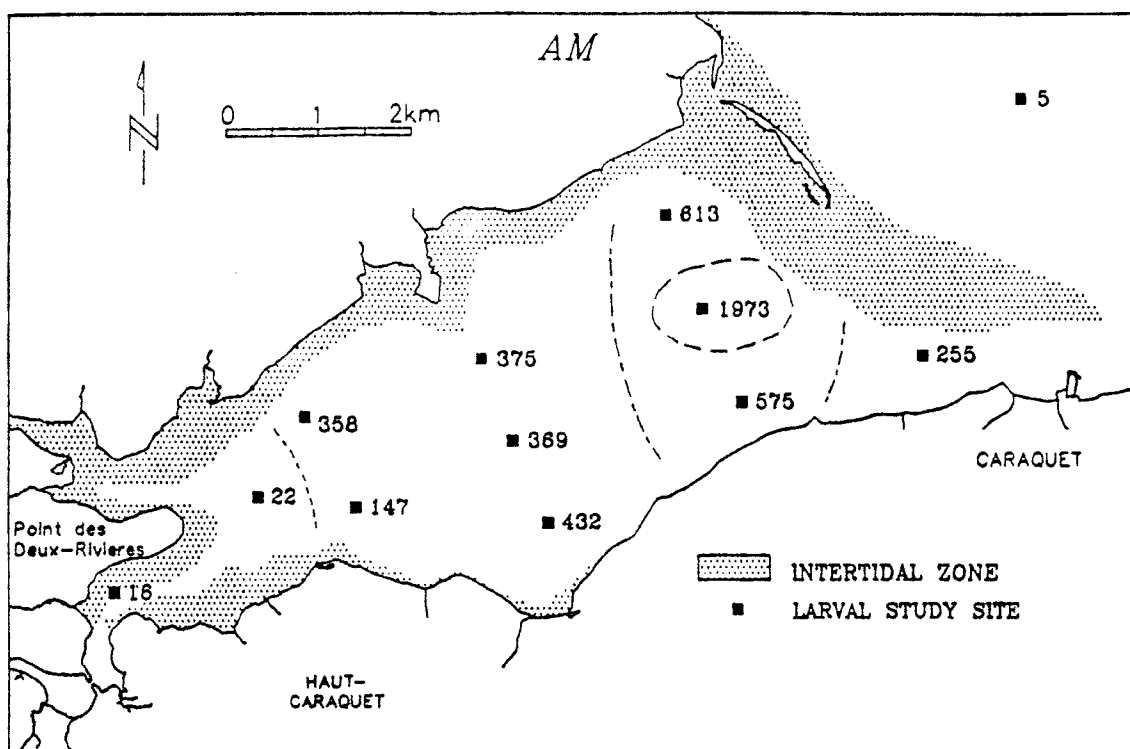 AM
N
0 1 2km
5
613
1973
255
375
575
358
369
22
147
432
16
Point des
Deux-Rivieres
CARAQUET
HAUT-
CARAQUET
INTERTIDAL ZONE
LARVAL STUDY SITE